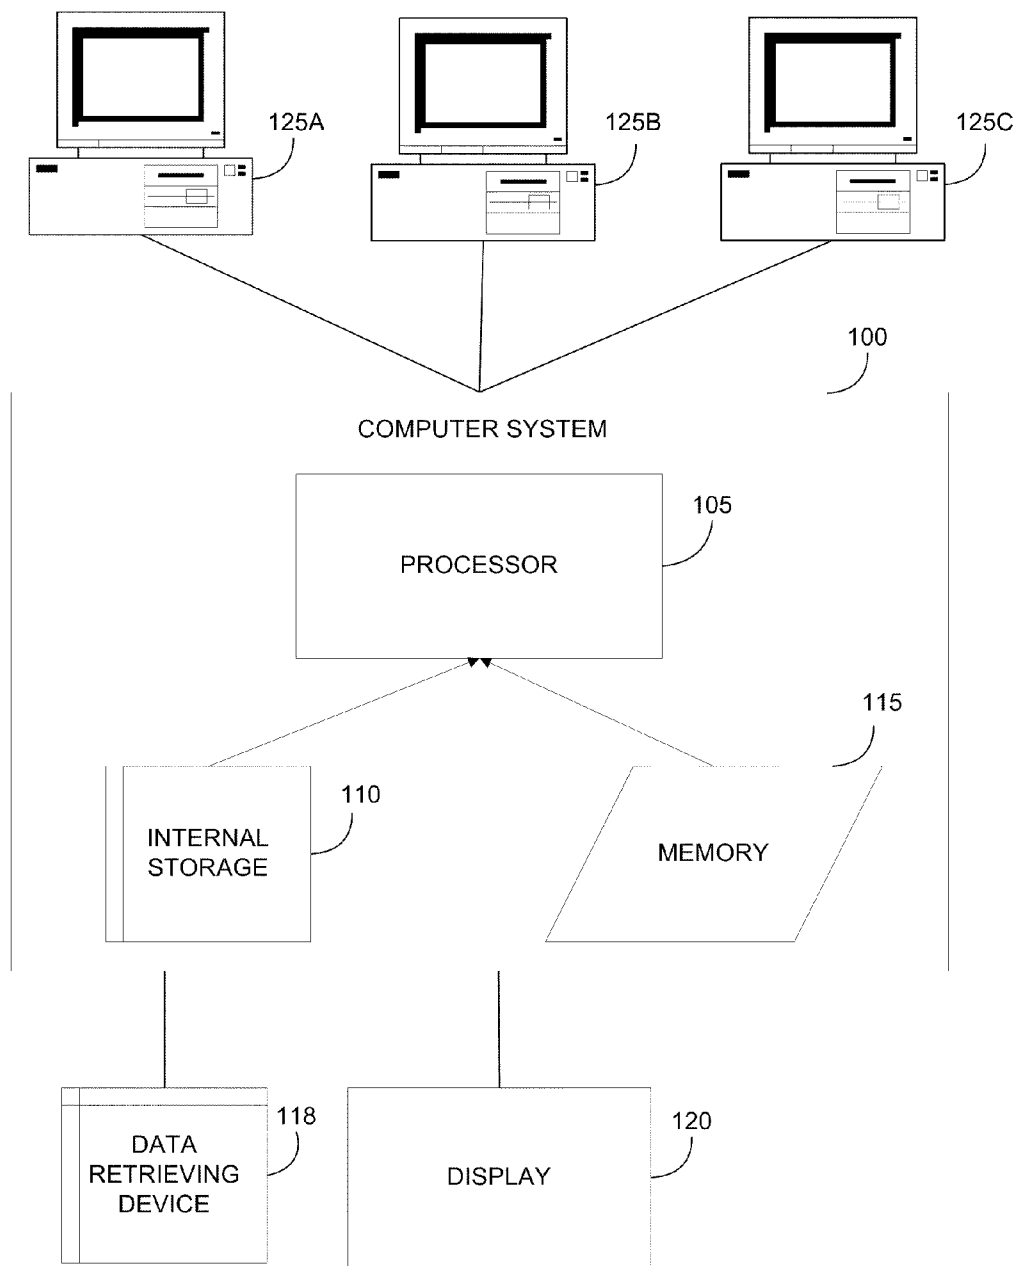 125A
125B
125C
100
COMPUTER SYSTEM
105
PROCESSOR
115
110
INTERNAL
STORAGE
MEMORY
118
DATA
RETRIEVING
DEVICE
120
DISPLAY